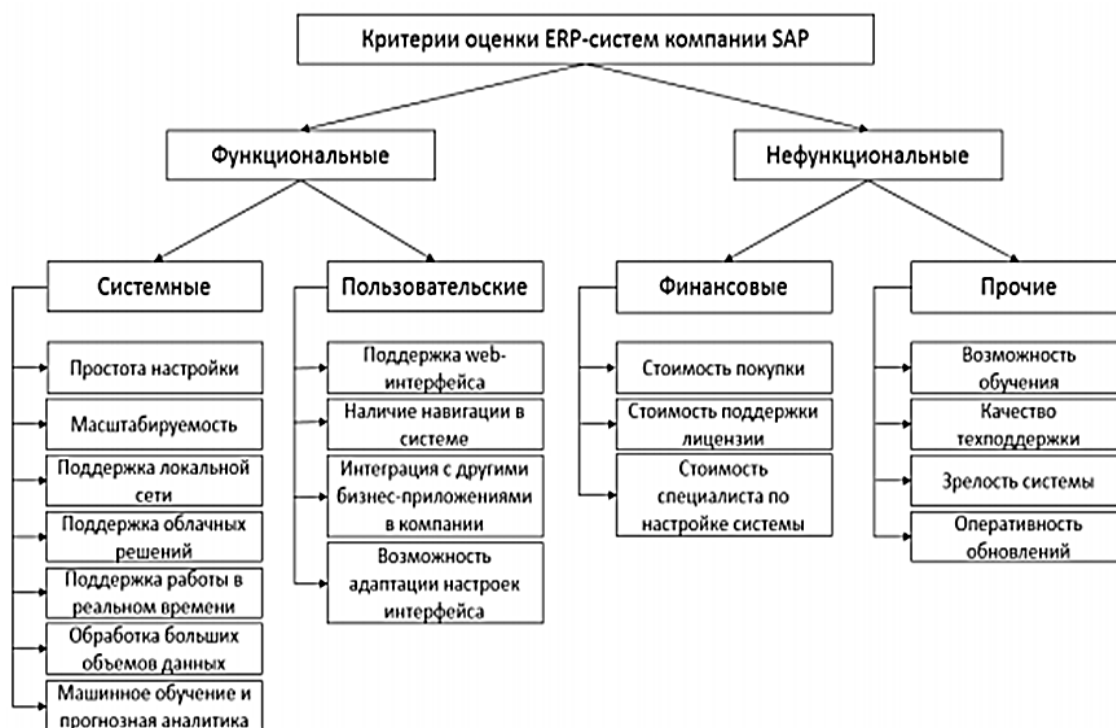 Критерии оценки ERP-систем компании SAP
Функциональные
Нефункциональные
Системные
Простота настройки
Масштабируемость
Поддержка локальной
сети
Поддержка облачных
решений
Поддержка работы в
реальном времени
Обработка больших
объемов данных
Машинное обучение и
прогнозная аналитика
Пользовательские
Поддержка web-
интерфейса
Наличие навигации в
системе
Интеграция с другими
бизнес-приложениями
в компании
Возможность
адаптации настроек
интерфейса
Финансовые
Стоимость покупки
Стоимость поддержки
лицензии
Стоимость
специалиста по
настройке системы
Прочие
Возможность
обучения
Качество
техподдержки
Зрелость системы
Оперативность
обновлений